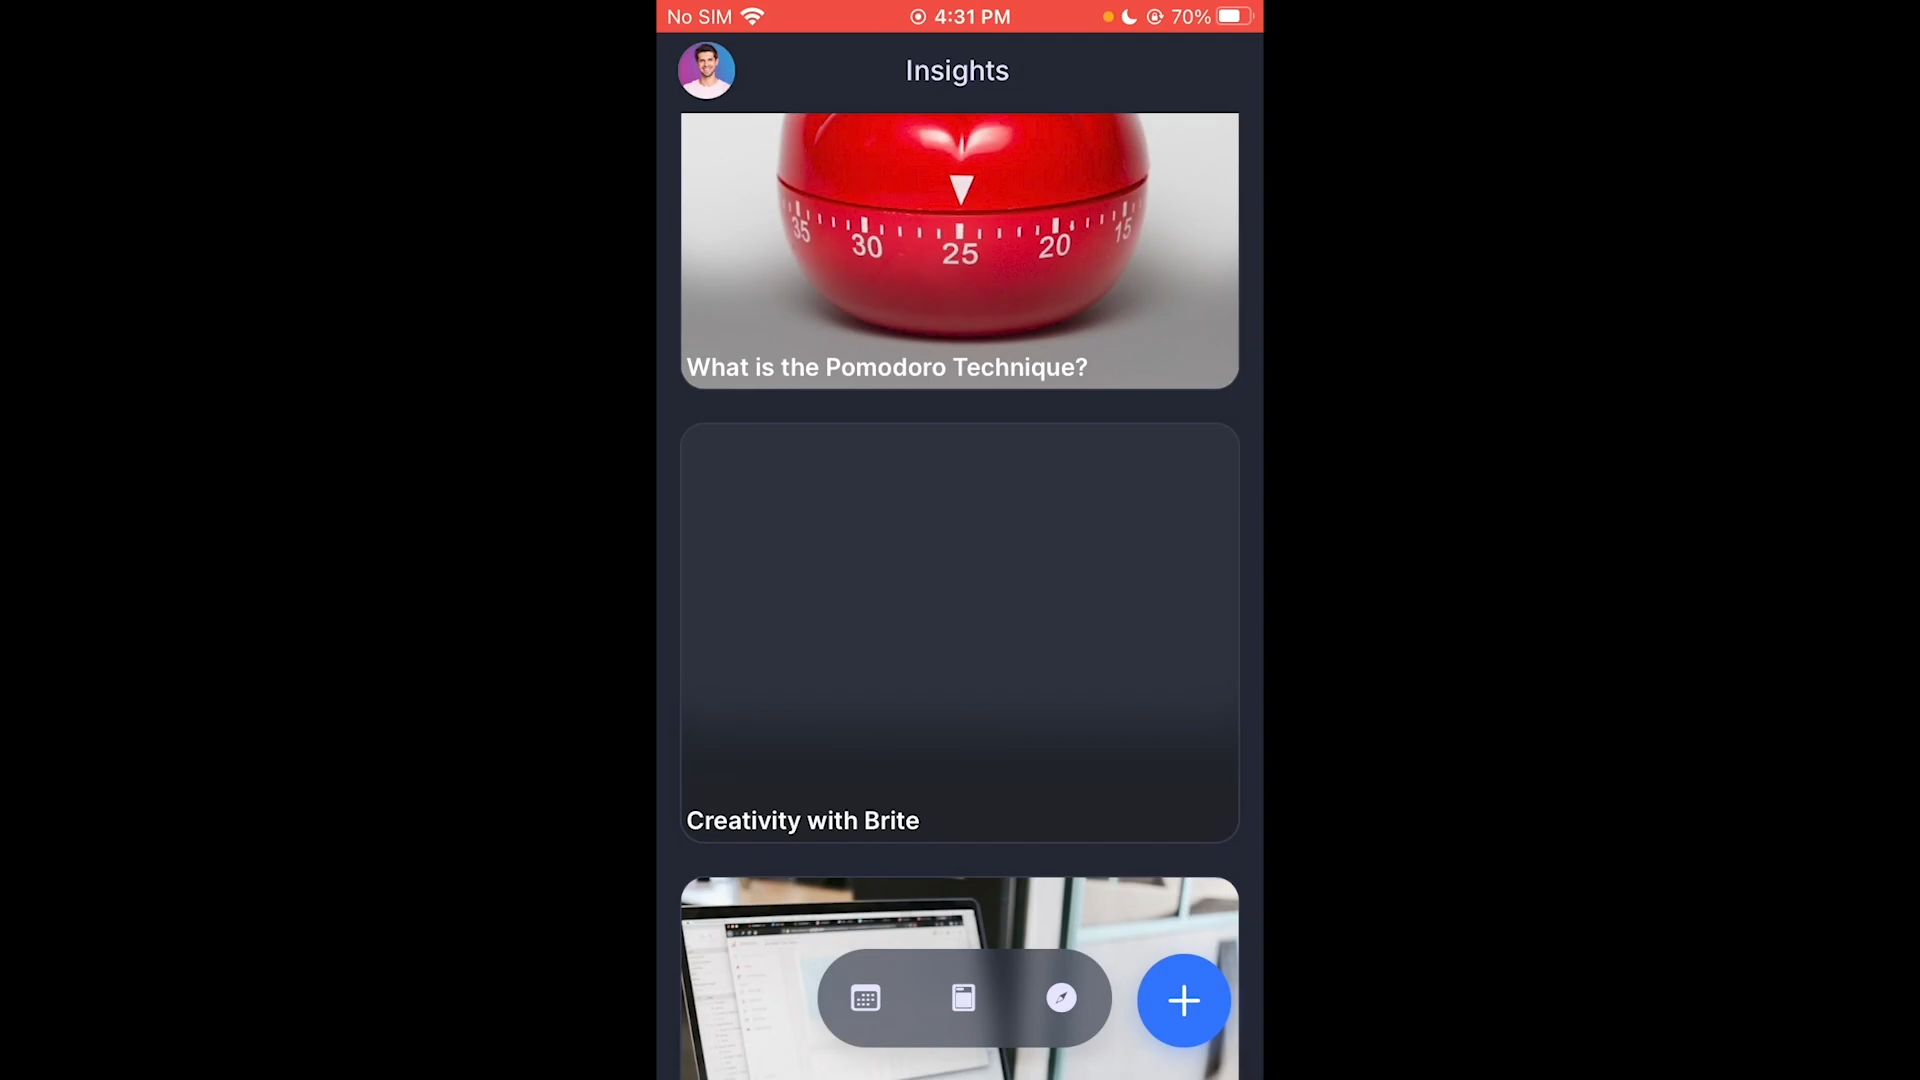 No SIM 4:31 PM 70%
Insights
35 30 25 20 15
What is the Pomodoro Technique?
Creativity with Brite